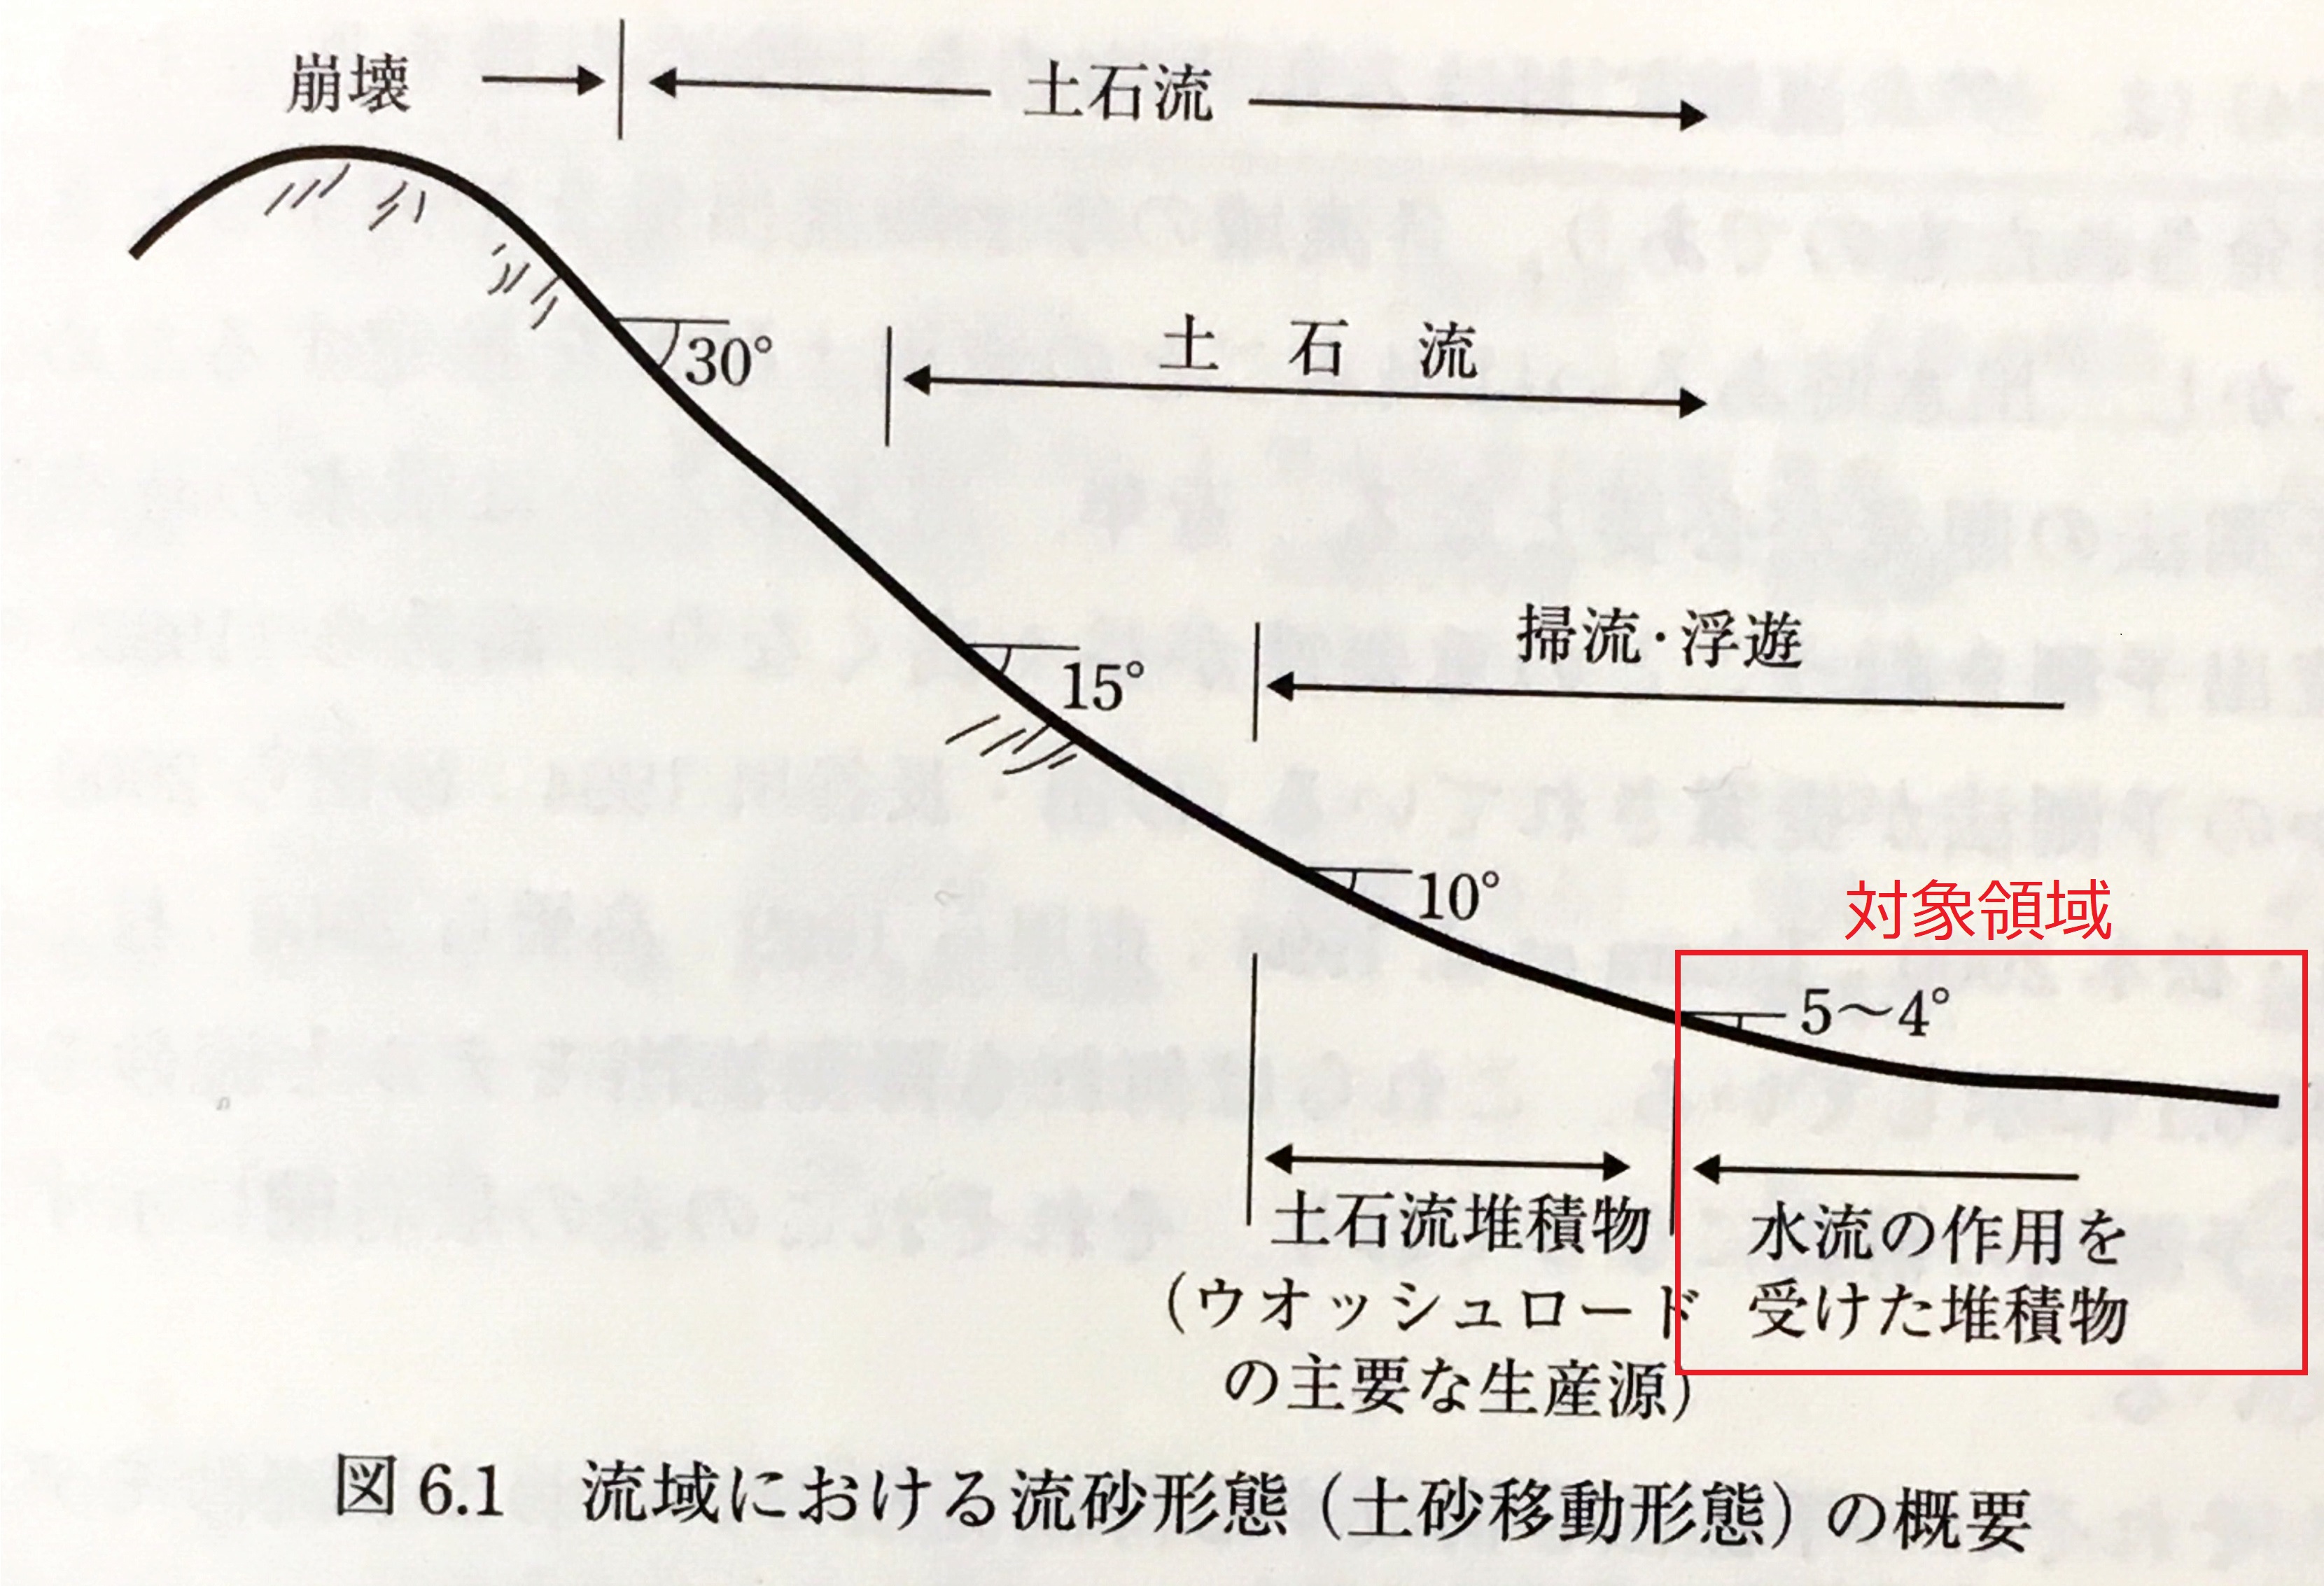 崩壊
土石流
30°
土 石 流
掃流・浮遊
15°
10°
対象領域
5〜4°
土石流堆積物
(ウオッシュロード
の主要な生産源)
水流の作用を
受けた堆積物
図 6.1 流域における流砂形態(土砂移動形態)の概要